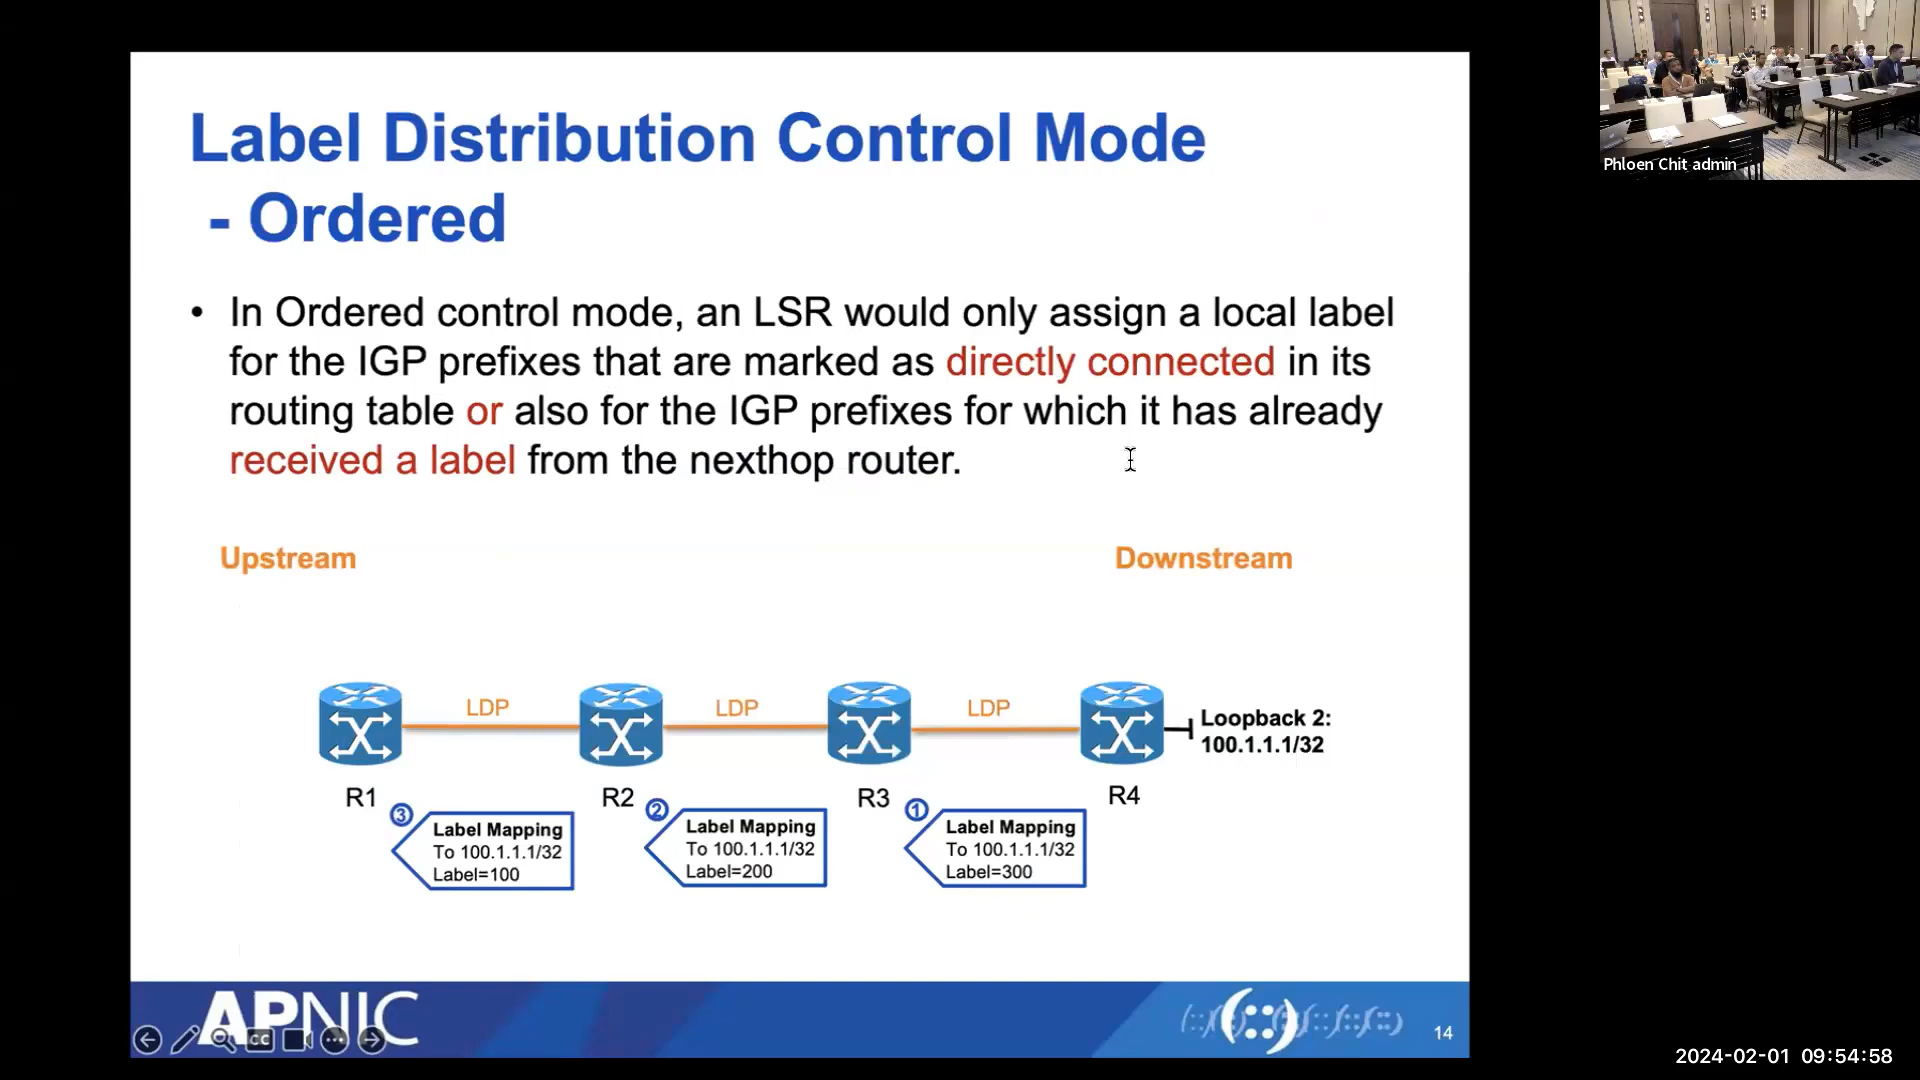 Label Distribution Control Mode
- Ordered
• In Ordered control mode, an LSR would only assign a local label
for the IGP prefixes that are marked as directly connected in its
routing table or also for the IGP prefixes for which it has already
received a label from the nexthop router.
Upstream
Downstream
LDP
LDP
LDP
Loopback 2:
100.1.1.1/32
R1
R2
R3
R4
3
Label Mapping
To 100.1.1.1/32
Label=100
2
Label Mapping
To 100.1.1.1/32
Label=200
1
Label Mapping
To 100.1.1.1/32
Label=300
APNIC
CC
14
Phloen Chit admin
2024-02-01 09:54:58